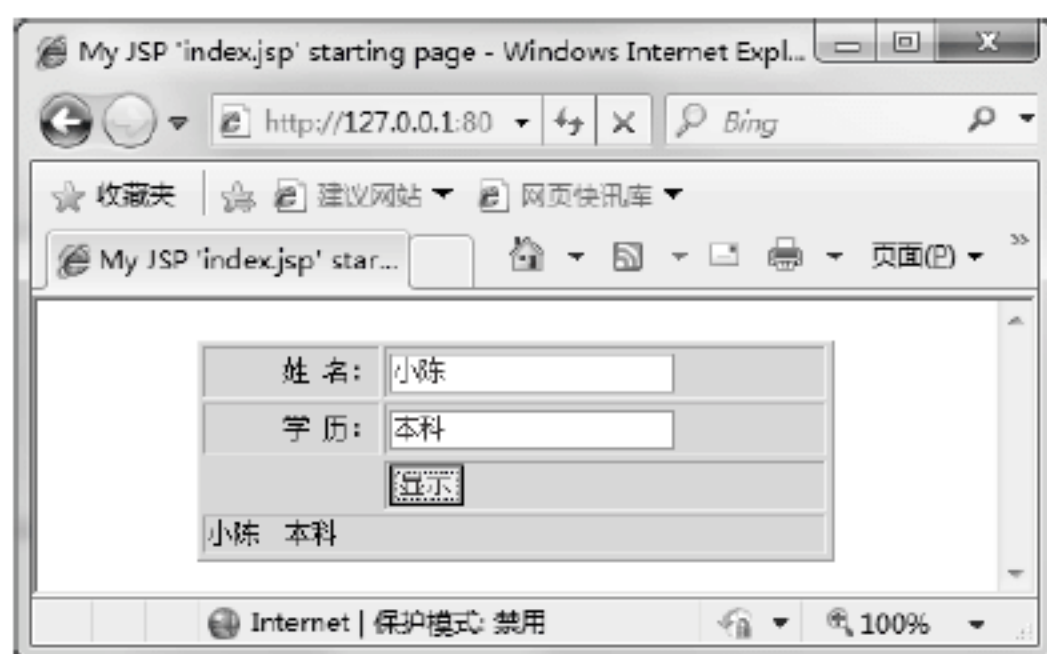 My JSP 'index.jsp' starting page - Windows Internet Expl...
http://127.0.0.1:80 Bing
收藏夹 建议网站 网页快讯库
My JSP 'index.jsp' star... 页面(P) »
姓 名: 小陈
学 历: 本科
显示
小陈 本科
Internet | 保护模式: 禁用 100%